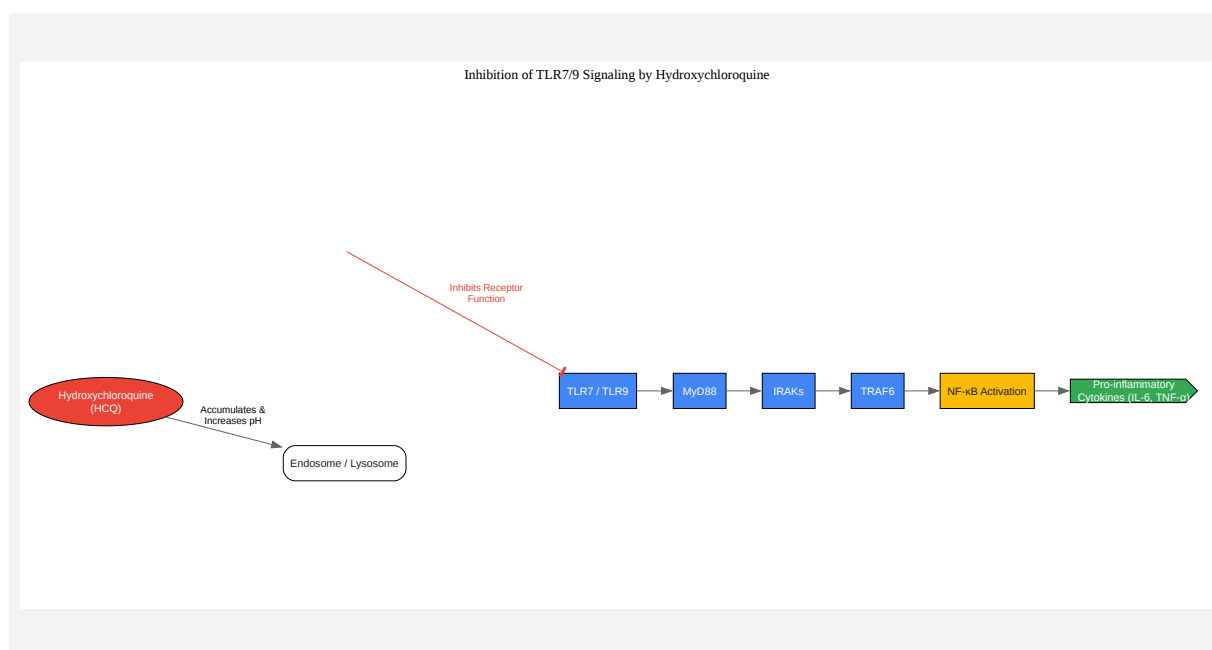 Inhibition of TLR7/9 Signaling by Hydroxychloroquine
Inhibits Receptor
Function
Hydroxychloroquine
(HCQ)
Accumulates &
Increases pH
Endosome / Lysosome
TLR7 / TLR9
MyD88
IRAKs
TRAF6
NF-κB Activation
Pro-inflammatory
Cytokines (IL-6, TNF-α)